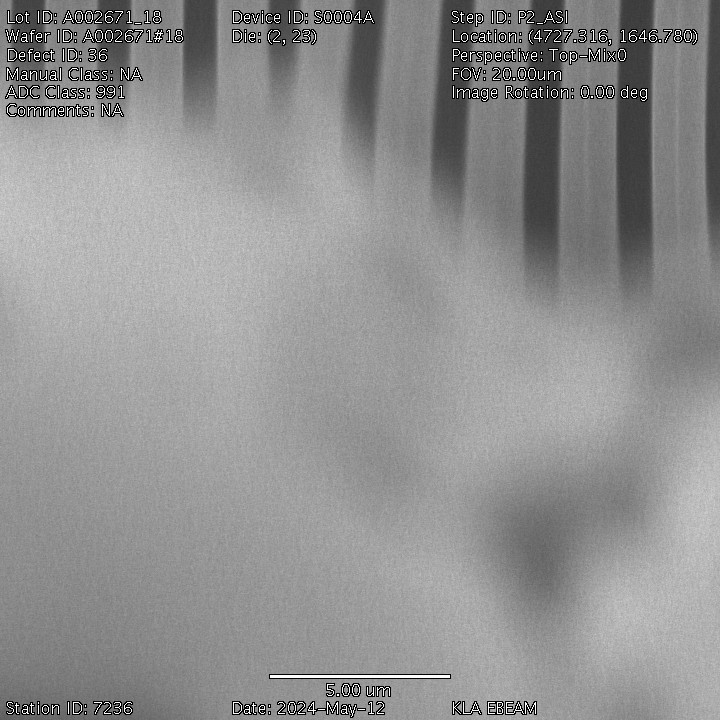 Lot ID: A002671_18
Wafer ID: A002671#18
Defect ID: 36
Manual Class: NA
ADC Class: 991
Comments: NA
Device ID: S0004A
Die: (2, 23)
Step ID: P2_ASI
Location: (4727.316, 1646.780)
Perspective: Top-Mix0
FOV: 20.00um
Image Rotation: 0.00 deg
5.00 um
Station ID: 7236
Date: 2024-May-12
KLA EBEAM